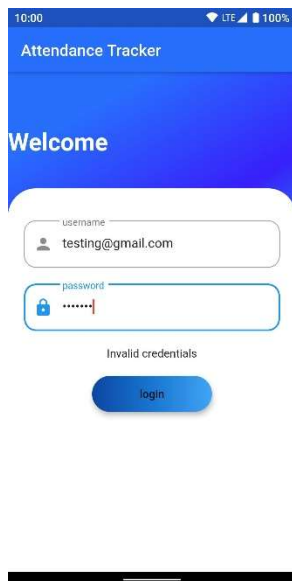 10:00 LTE 100%
Attendance Tracker
Welcome
username
testing@gmail.com
password
•••••••
Invalid credentials
login